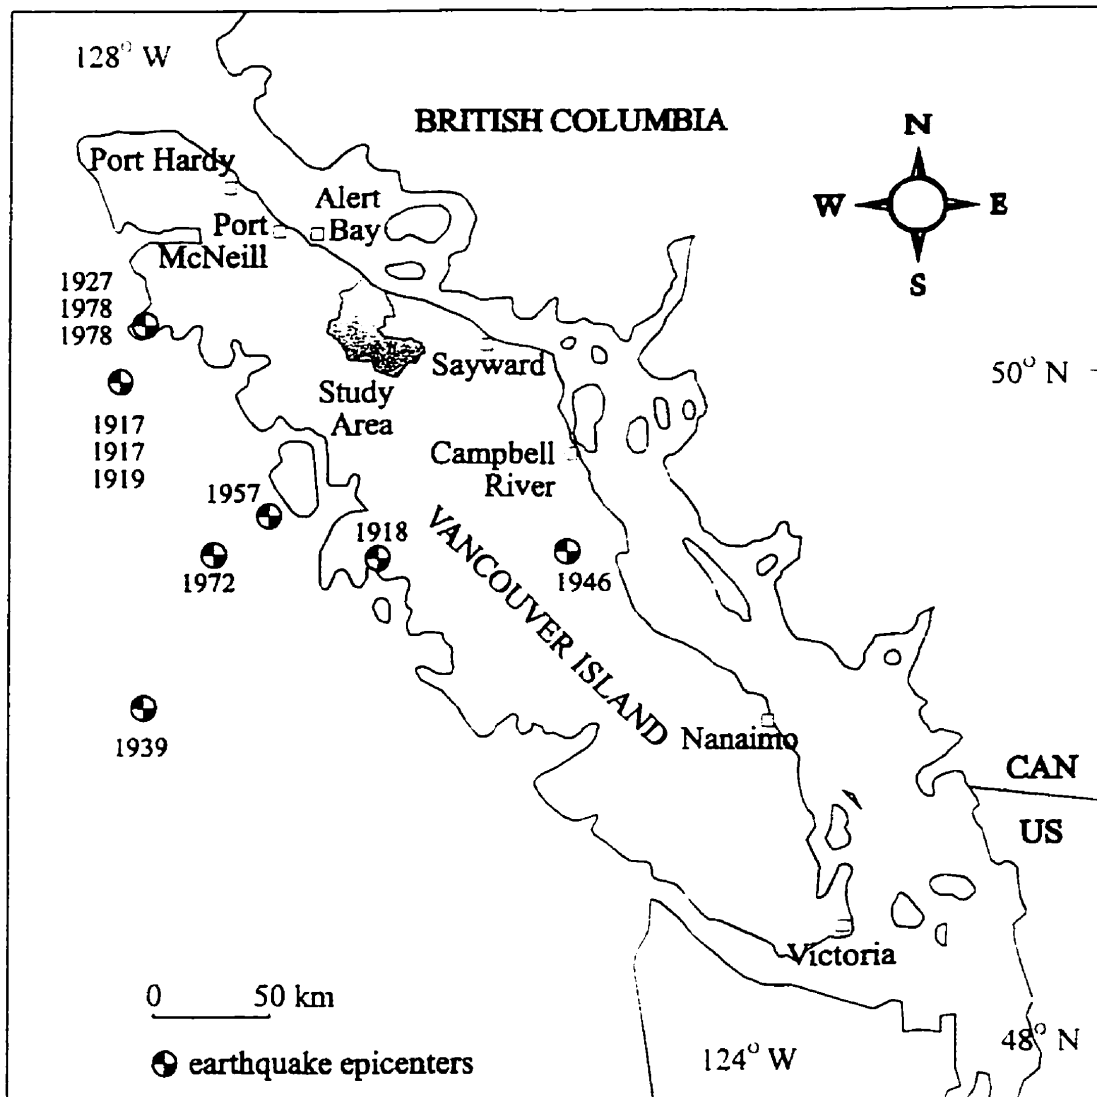 128° W
BRITISH COLUMBIA
N
W
E
S
Port Hardy
Alert
Bay
Port
McNeill
1927
1978
1978
Sayward
50° N
Study
Area
1917
1917
1919
Campbell
River
1957
1918
1972
1946
VANCOUVER ISLAND
1939
Nanaimo
CAN
US
Victoria
0 50 km
48° N
124° W
earthquake epicenters